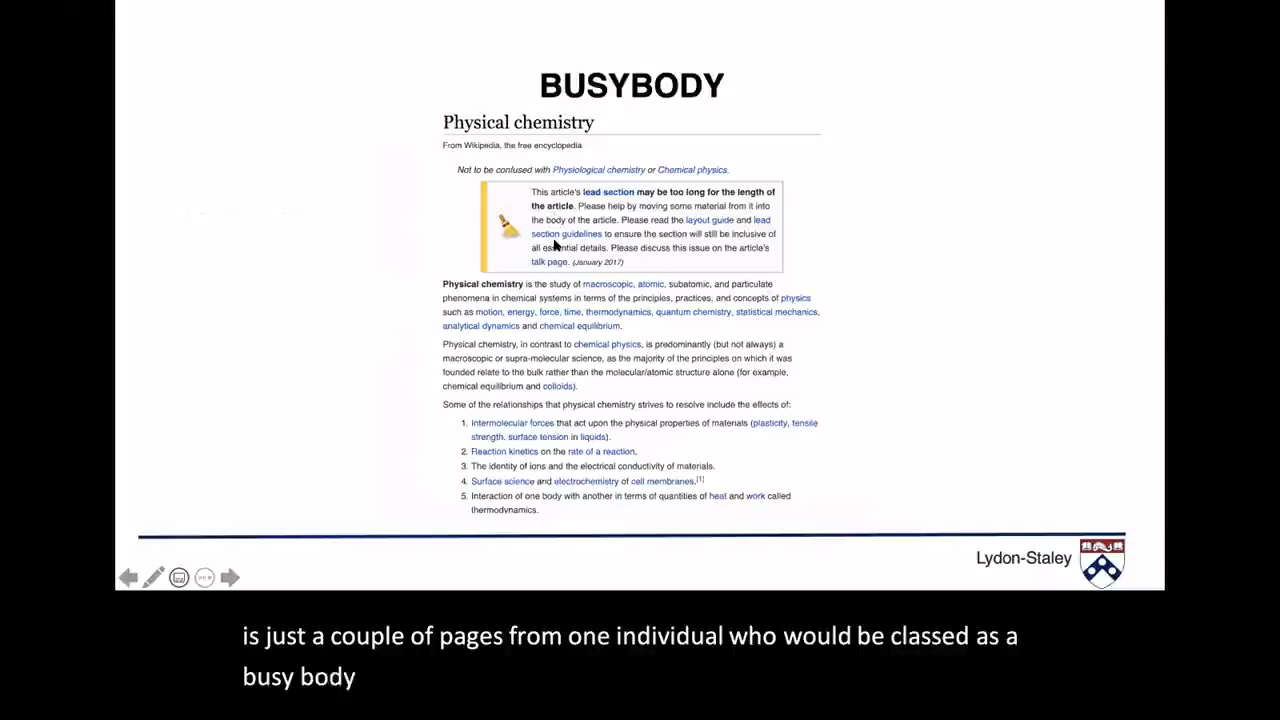 BUSYBODY
Physical chemistry
From Wikipedia, the free encyclopedia
Not to be confused with Physiological chemistry or Chemical physics.
This article's lead section may be too long for the length of
the article. Please help by moving some material from it into
the body of the article. Please read the layout guide and lead
section guidelines to ensure the section will still be inclusive of
all essential details. Please discuss this issue on the article's
talk page. (January 2017)
Physical chemistry is the study of macroscopic, atomic, subatomic, and particulate
phenomena in chemical systems in terms of the principles, practices, and concepts of physics
such as motion, energy, force, time, thermodynamics, quantum chemistry, statistical mechanics,
analytical dynamics and chemical equilibrium.
Physical chemistry, in contrast to chemical physics, is predominantly (but not always) a
macroscopic or supra-molecular science, as the majority of the principles on which it was
founded relate to the bulk rather than the molecular/atomic structure alone (for example,
chemical equilibrium and colloids).
Some of the relationships that physical chemistry strives to resolve include the effects of:
1. Intermolecular forces that act upon the physical properties of materials (plasticity, tensile
strength, surface tension in liquids).
2. Reaction kinetics on the rate of a reaction.
3. The identity of ions and the electrical conductivity of materials.
4. Surface science and electrochemistry of cell membranes.[1]
5. Interaction of one body with another in terms of quantities of heat and work called
thermodynamics.
Lydon-Staley
is just a couple of pages from one individual who would be classed as a
busy body